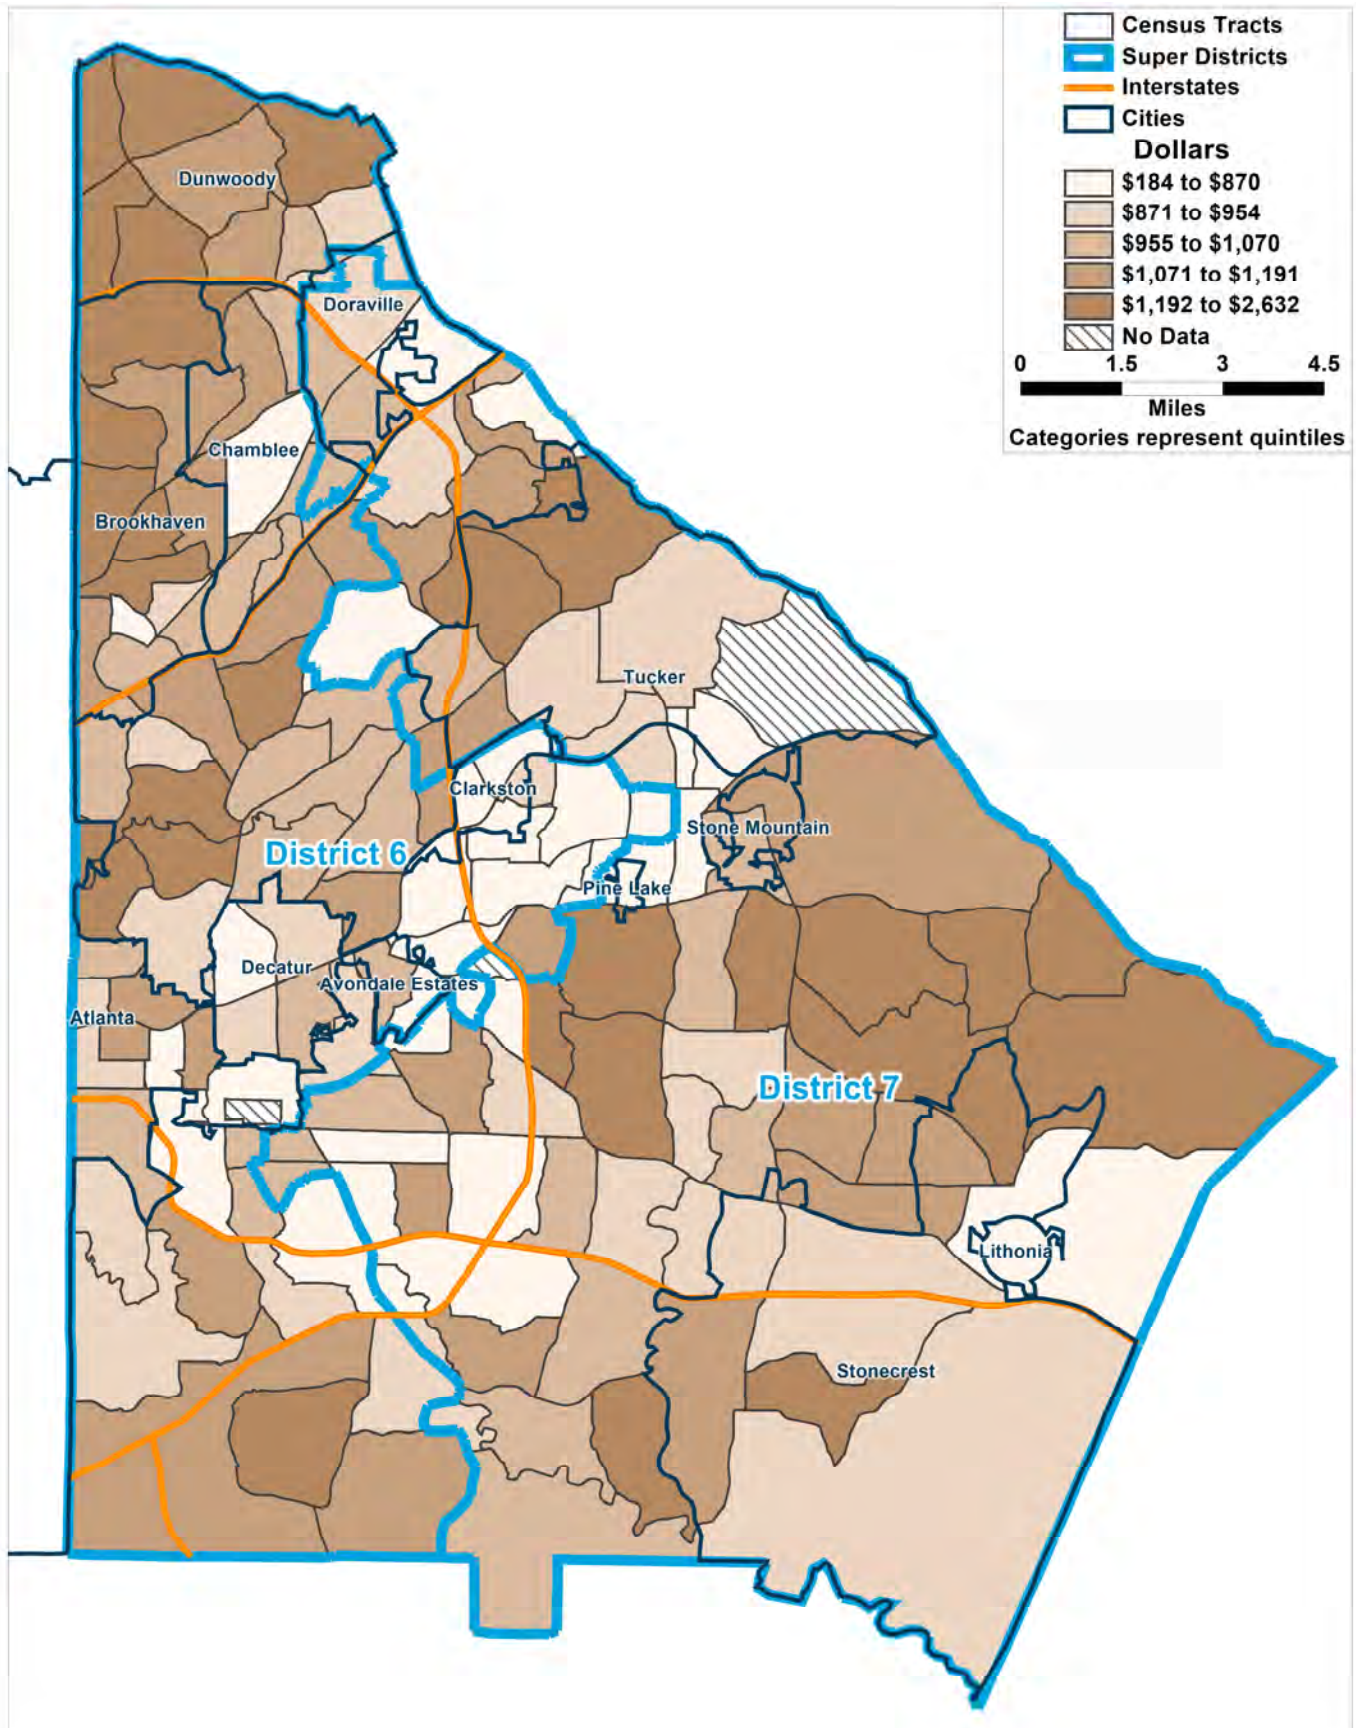 Census Tracts
Super Districts
Interstates
Cities
Dollars
$184 to $870
$871 to $954
$955 to $1,070
$1,071 to $1,191
$1,192 to $2,632
No Data
0 1.5 3 4.5
Miles
Categories represent quintiles
Dunwoody
Doraville
Chamblee
Brookhaven
Tucker
Clarkston
Stone Mountain
District 6
Pine Lake
Decatur
Avondale Estates
Atlanta
District 7
Lithonia
Stonecrest